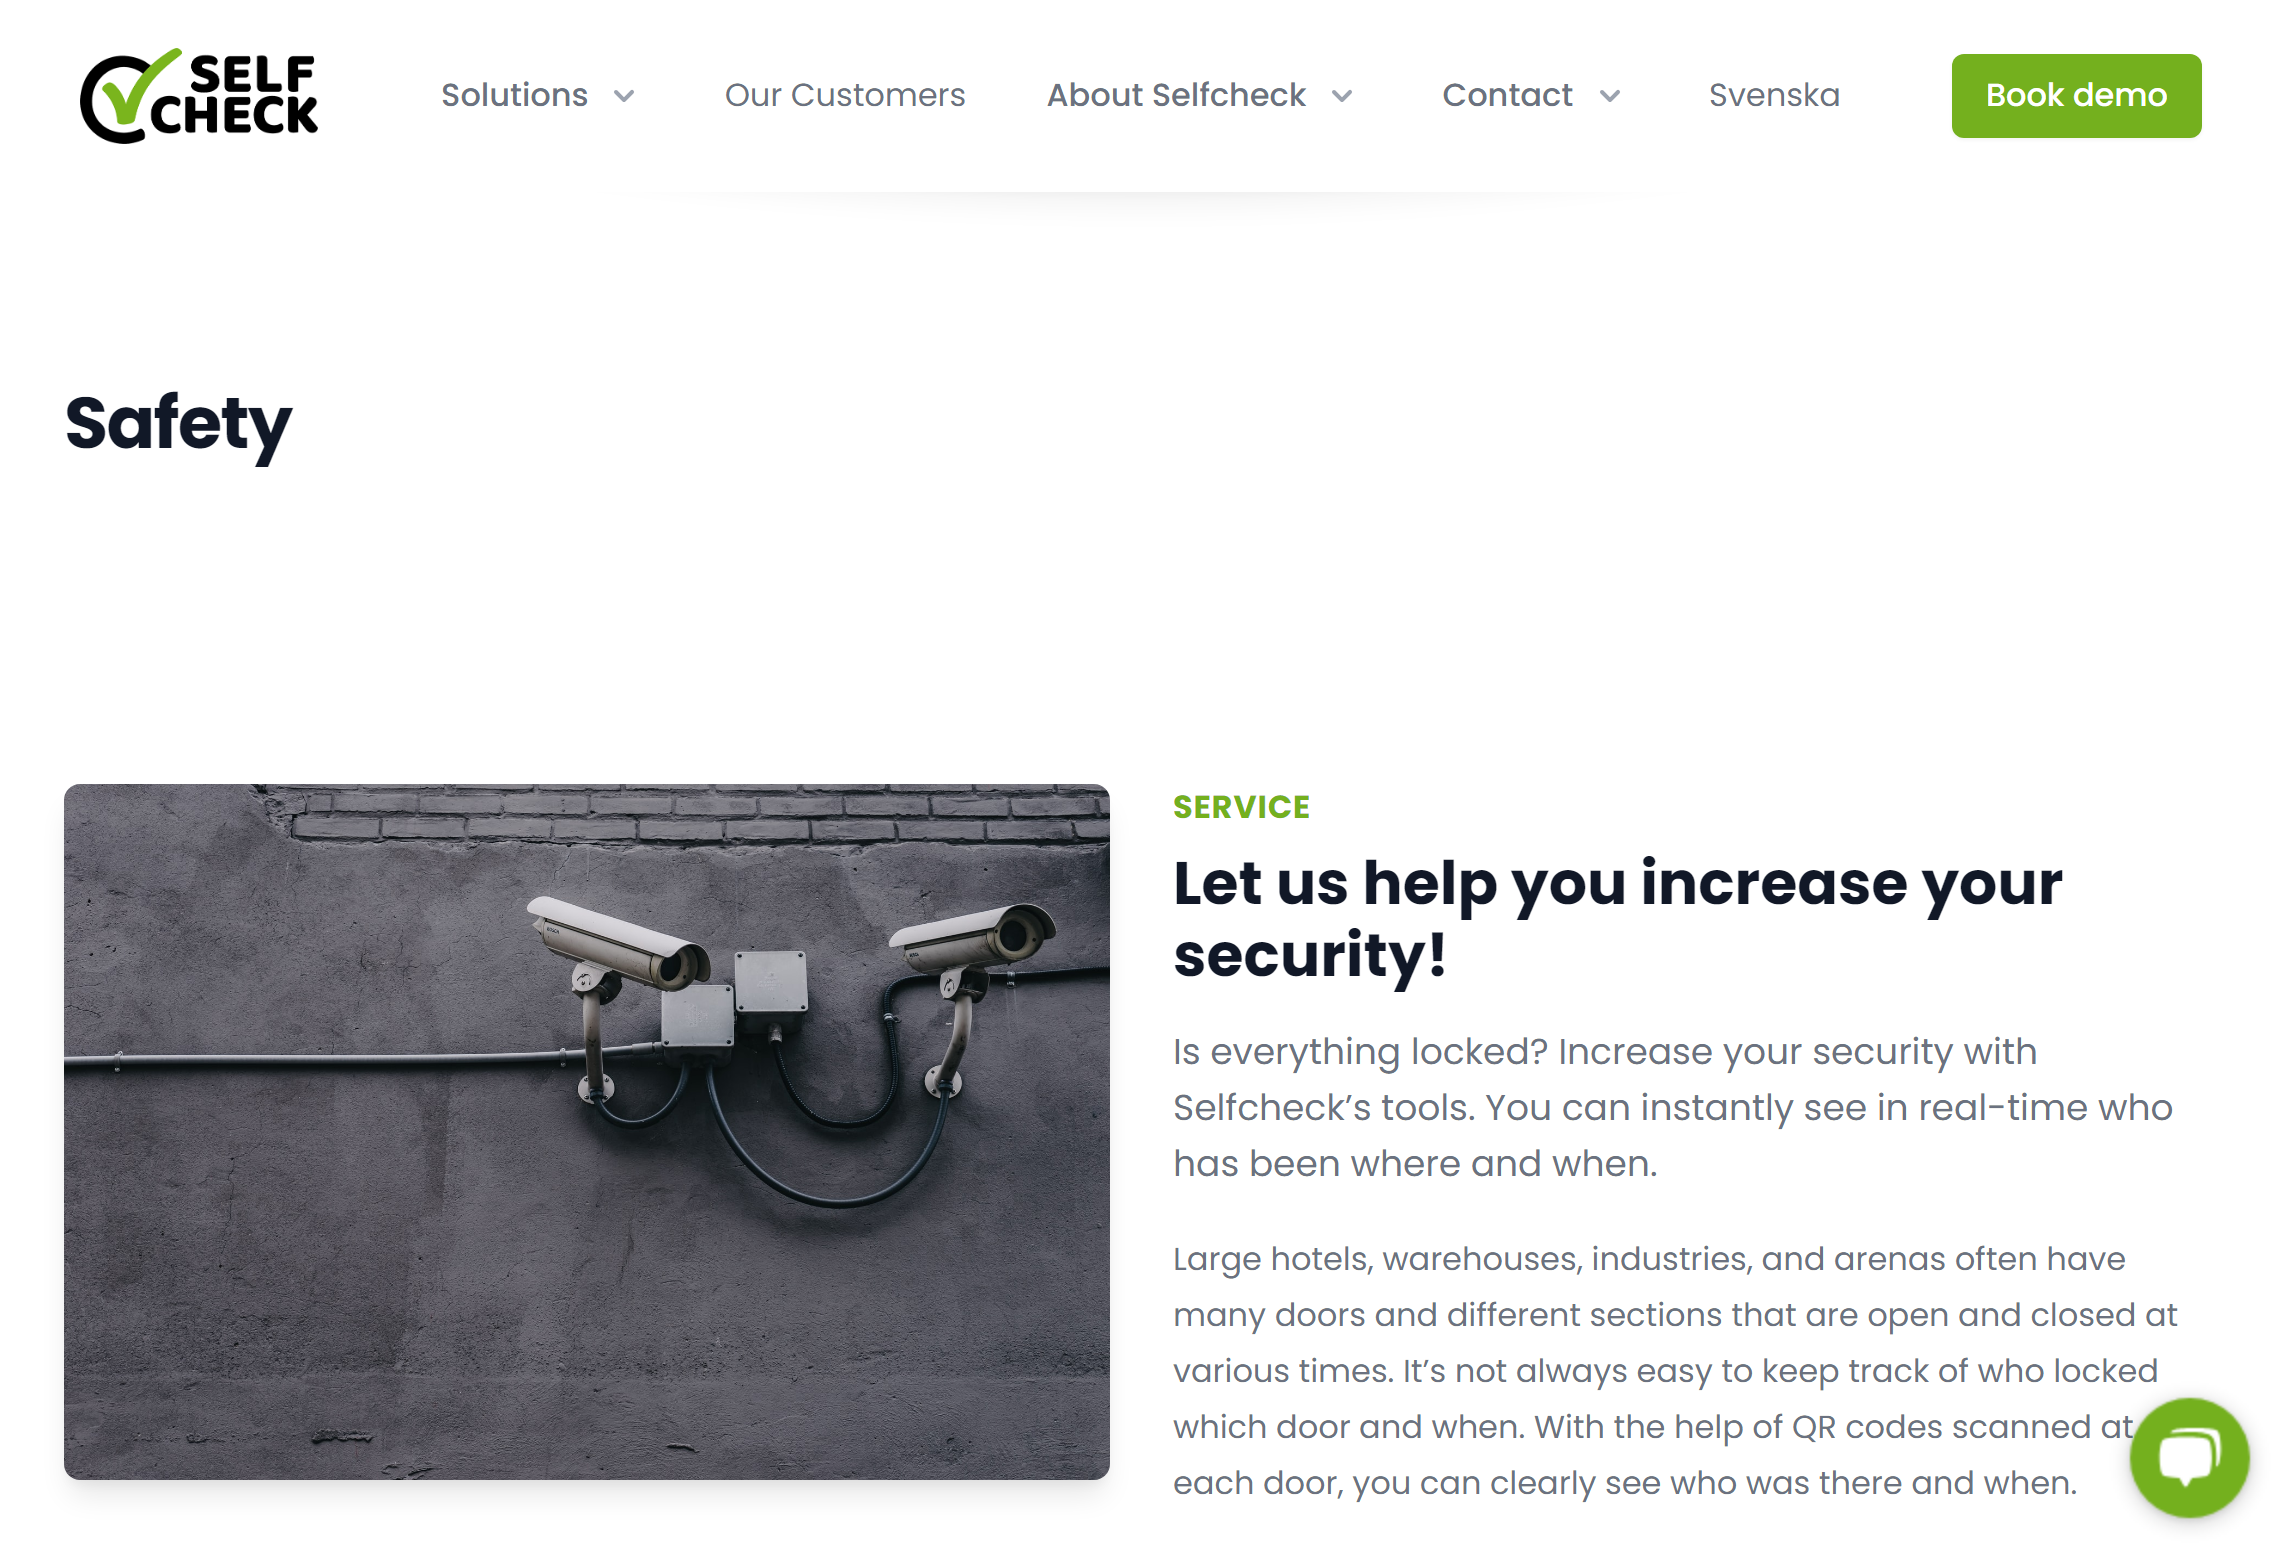 SELF
CHECK
Solutions
Our Customers
About Selfcheck
Contact
Svenska
Book demo
Safety
SERVICE
Let us help you increase your
security!
Is everything locked? Increase your security with
Selfcheck’s tools. You can instantly see in real-time who
has been where and when.
Large hotels, warehouses, industries, and arenas often have
many doors and different sections that are open and closed at
various times. It’s not always easy to keep track of who locked
which door and when. With the help of QR codes scanned at
each door, you can clearly see who was there and when.